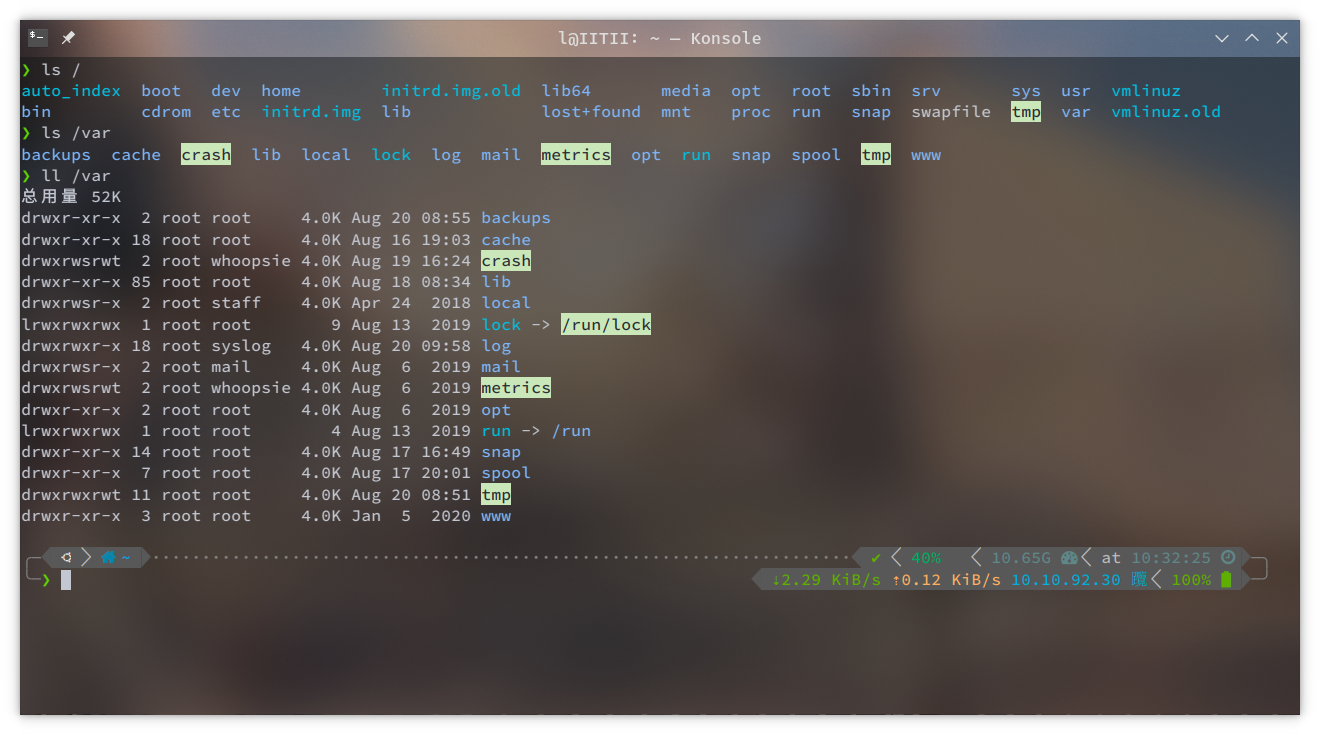 l@IITII: ~ — Konsole
❯ ls /
auto_index  boot   dev  home        initrd.img.old  lib64       media  opt   root  sbin  srv       sys  usr  vmlinuz
bin         cdrom  etc  initrd.img  lib             lost+found  mnt    proc  run   snap  swapfile  tmp  var  vmlinuz.old
❯ ls /var
backups  cache  crash  lib  local  lock  log  mail  metrics  opt  run  snap  spool  tmp  www
❯ ll /var
总用量 52K
drwxr-xr-x  2 root root     4.0K Aug 20 08:55 backups
drwxr-xr-x 18 root root     4.0K Aug 16 19:03 cache
drwxrwsrwt  2 root whoopsie 4.0K Aug 19 16:24 crash
drwxr-xr-x 85 root root     4.0K Aug 18 08:34 lib
drwxrwsr-x  2 root staff    4.0K Apr 24  2018 local
lrwxrwxrwx  1 root root        9 Aug 13  2019 lock -> /run/lock
drwxrwxr-x 18 root syslog   4.0K Aug 20 09:58 log
drwxrwsr-x  2 root mail     4.0K Aug  6  2019 mail
drwxrwsrwt  2 root whoopsie 4.0K Aug  6  2019 metrics
drwxr-xr-x  2 root root     4.0K Aug  6  2019 opt
lrwxrwxrwx  1 root root        4 Aug 13  2019 run -> /run
drwxr-xr-x 14 root root     4.0K Aug 17 16:49 snap
drwxr-xr-x  7 root root     4.0K Aug 17 20:01 spool
drwxrwxrwt 11 root root     4.0K Aug 20 08:51 tmp
drwxr-xr-x  3 root root     4.0K Jan  5  2020 www
~ ✔ 40% 10.65G at 10:32:25
❯ ↓2.29 KiB/s ↑0.12 KiB/s 10.10.92.30 100%